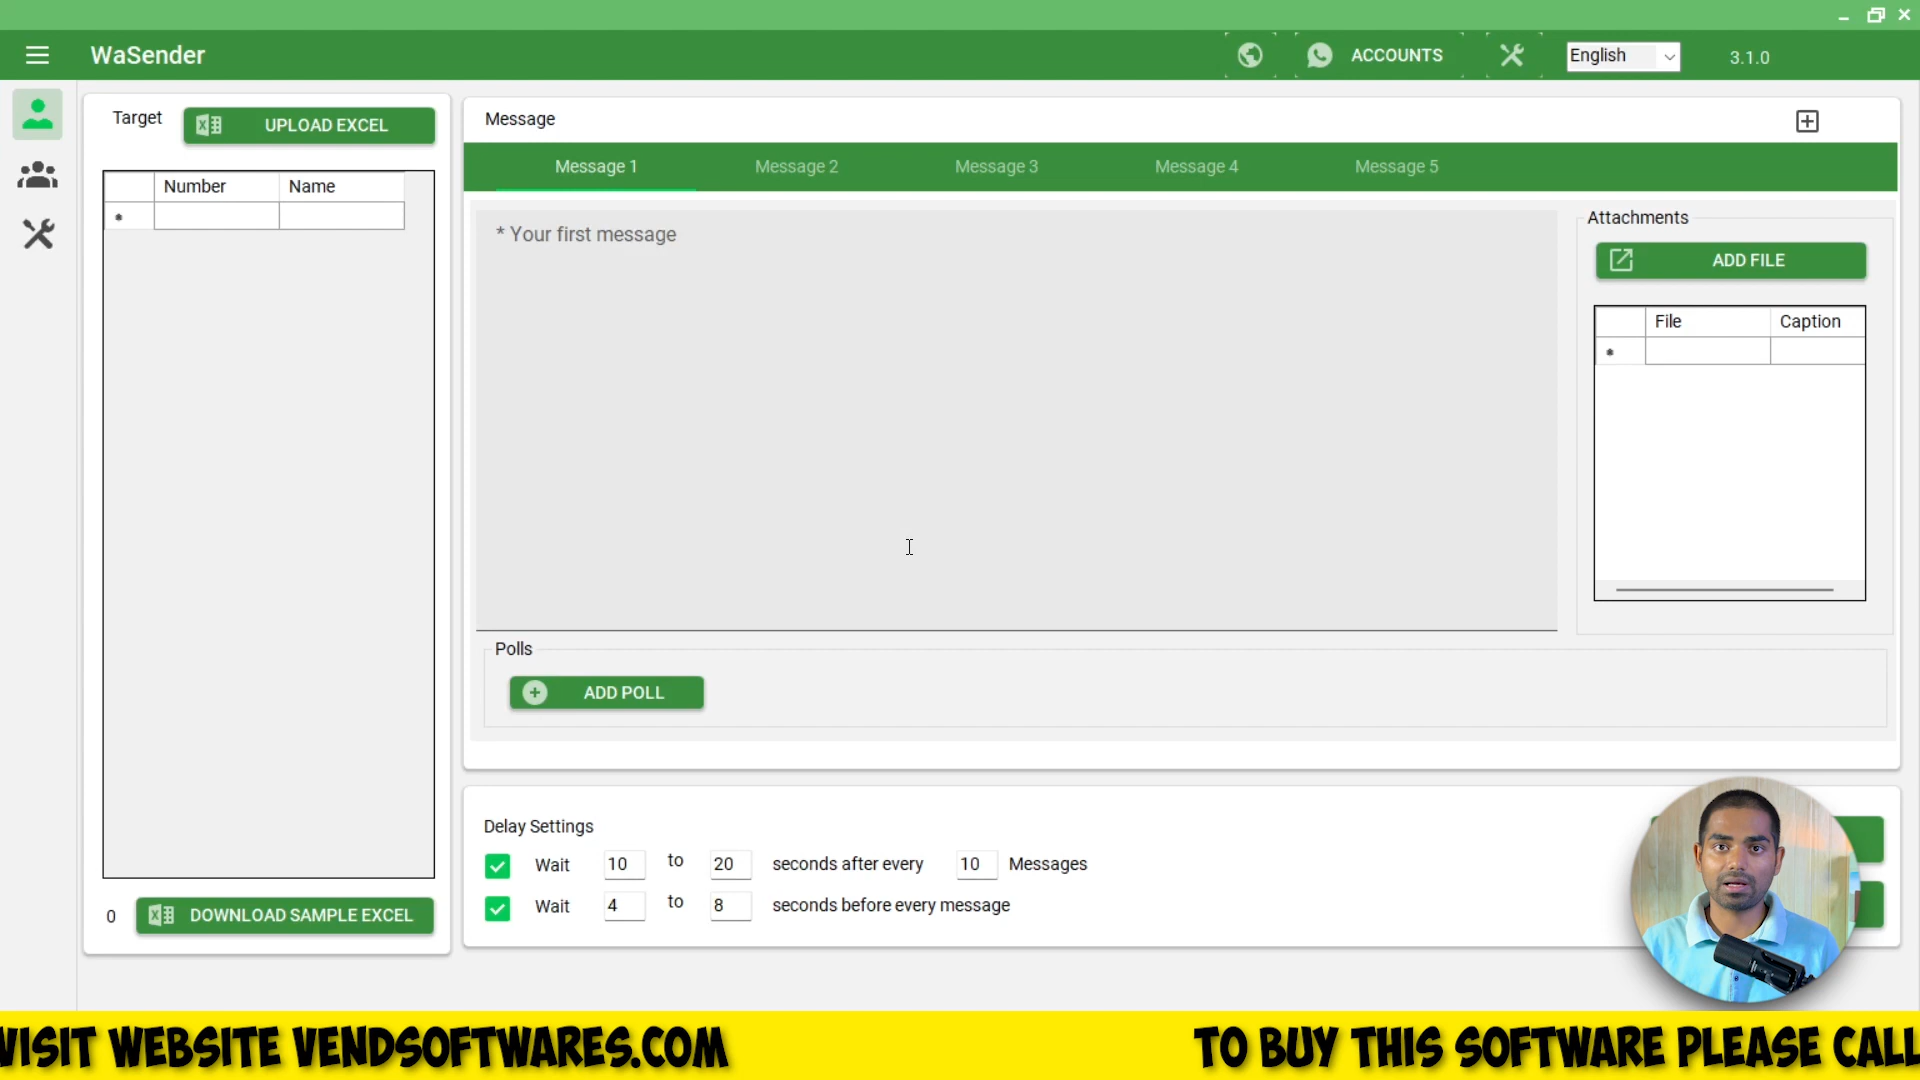 WaSender
ACCOUNTS
English
3.1.0
Target
UPLOAD EXCEL
Number
Name
*
0
DOWNLOAD SAMPLE EXCEL
Message
Message 1
Message 2
Message 3
Message 4
Message 5
* Your first message
Attachments
ADD FILE
File
Caption
*
Polls
ADD POLL
Delay Settings
Wait 10 to 20 seconds after every 10 Messages
Wait 4 to 8 seconds before every message
VISIT WEBSITE VENDSOFTWARES.COM
TO BUY THIS SOFTWARE PLEASE CALL